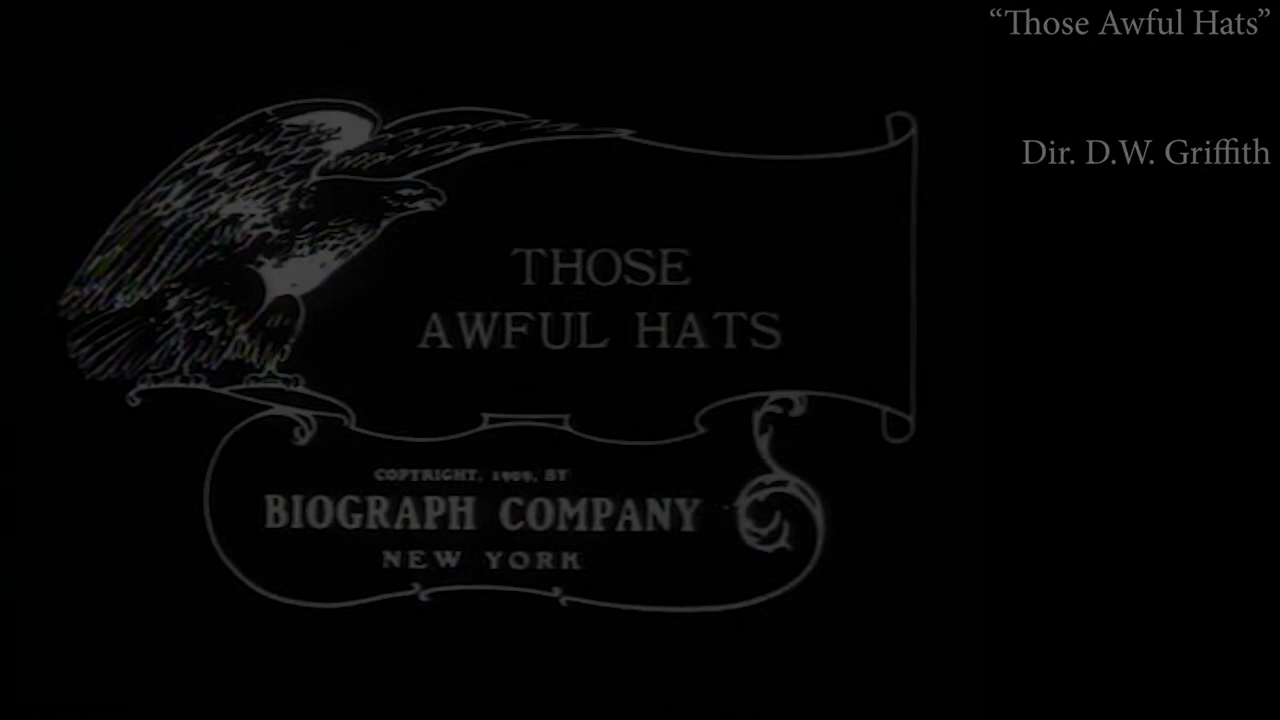 “Those Awful Hats”
Dir. D.W. Griffith
THOSE
AWFUL HATS
COPYRIGHT, 1909, BY
BIOGRAPH COMPANY
NEW YORK